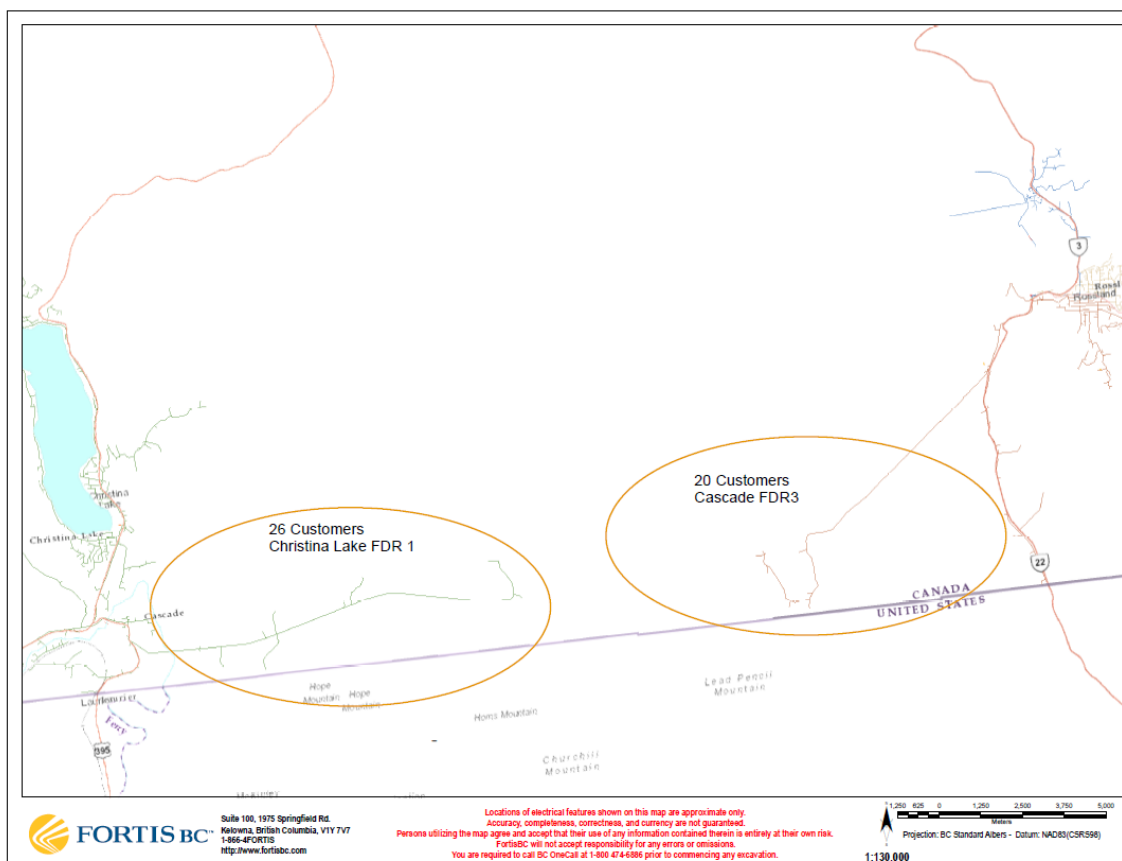 3
Rossl
Rossland
20 Customers
Cascade FDR3
Christina
Lake
26 Customers
Christina Lake FDR 1
Christina Lake
22
CANADA
UNITED STATES
Cascade
Lead Pencil
Mountain
Hope
Mountain
Hope
Mountain
Laurier
Horns Mountain
Ferry
395
Churchill
Mountain
FORTIS BC™
Suite 100, 1975 Springfield Rd.
Kelowna, British Columbia, V1Y 7V7
1-866-4FORTIS
http://www.fortisbc.com
Locations of electrical features shown on this map are approximate only.
Accuracy, completeness, correctness, and currency are not guaranteed.
Persons utilizing the map agree and accept that their use of any information contained therein is entirely at their own risk.
FortisBC will not accept responsibility for any errors or omissions.
You are required to call BC OneCall at 1-800 474-6886 prior to commencing any excavation.
1,250 625 0 1,250 2,500 3,750 5,000
Meters
Projection: BC Standard Albers - Datum: NAD83(CSRS98)
1:130,000